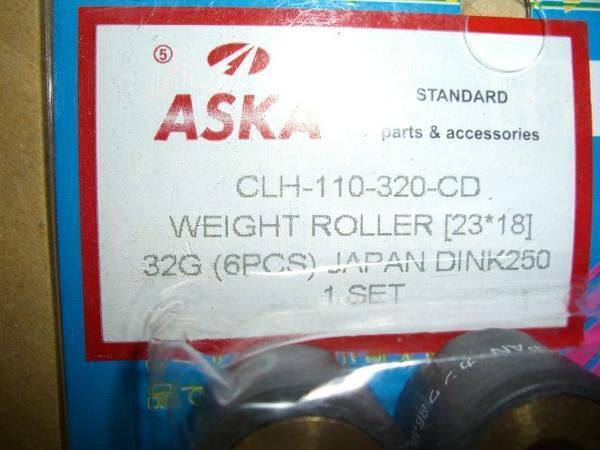 5
ASKA
STANDARD
parts & accessories
CLH-110-320-CD
WEIGHT ROLLER [23*18]
32G (6PCS) JAPAN DINK250
1 SET